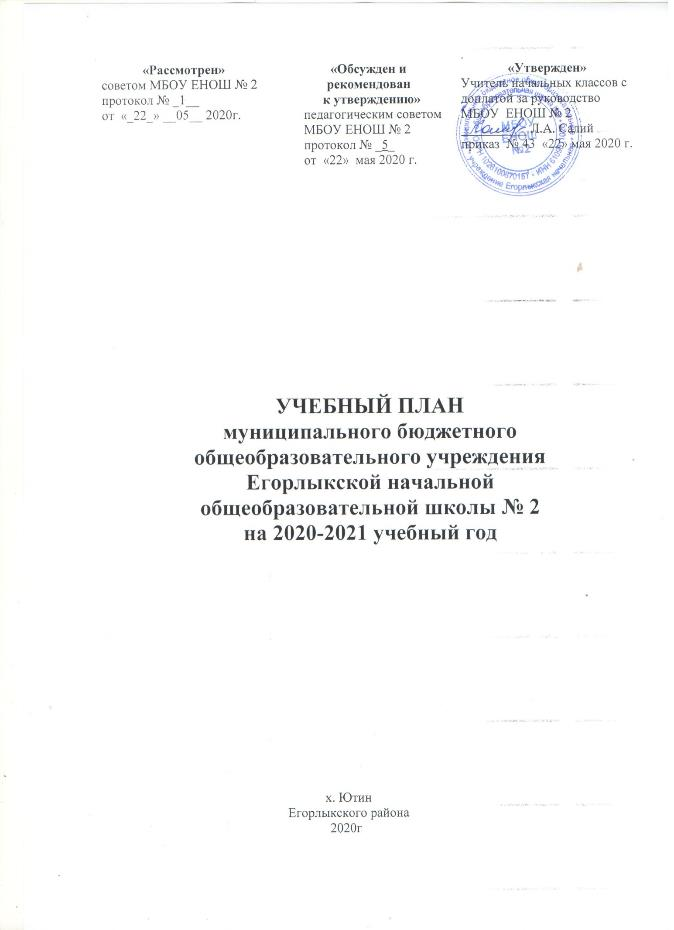 «Рассмотрен»
советом МБОУ ЕНОШ № 2
протокол № _1__
от «_22_» __05__ 2020г.
«Обсужден и
рекомендован
к утверждению»
педагогическим советом
МБОУ ЕНОШ № 2
протокол № _5_
от «22» мая 2020 г.
«Утвержден»
Учитель начальных классов с
доплатой за руководство
МБОУ ЕНОШ № 2
Л.А. Салий
приказ № 43 «22» мая 2020 г.
МБОУ
ЕНОШ
№2
УЧЕБНЫЙ ПЛАН
муниципального бюджетного
общеобразовательного учреждения
Егорлыкской начальной
общеобразовательной школы № 2
на 2020-2021 учебный год
х. Ютин
Егорлыкского района
2020г